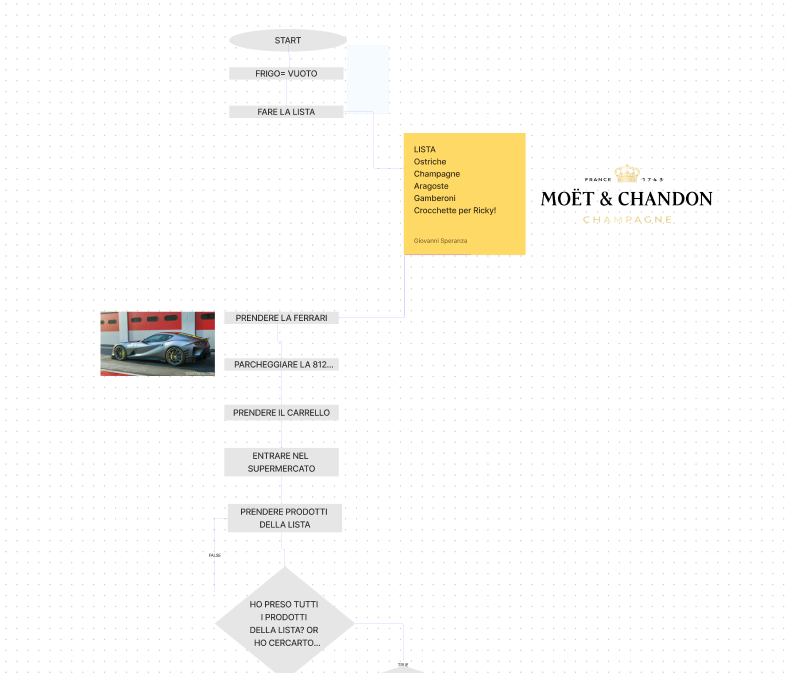 START
FRIGO= VUOTO
FARE LA LISTA
LISTA
Ostriche
Champagne
Aragoste
Gamberoni
Crocchette per Ricky!
Giovanni Speranza
FRANCE 1743
MOËT & CHANDON
CHAMPAGNE
PRENDERE LA FERRARI
PARCHEGGIARE LA 812...
PRENDERE IL CARRELLO
ENTRARE NEL
SUPERMERCATO
PRENDERE PRODOTTI
DELLA LISTA
FALSE
HO PRESO TUTTI
I PRODOTTI
DELLA LISTA? OR
HO CERCARTO...
TRUE